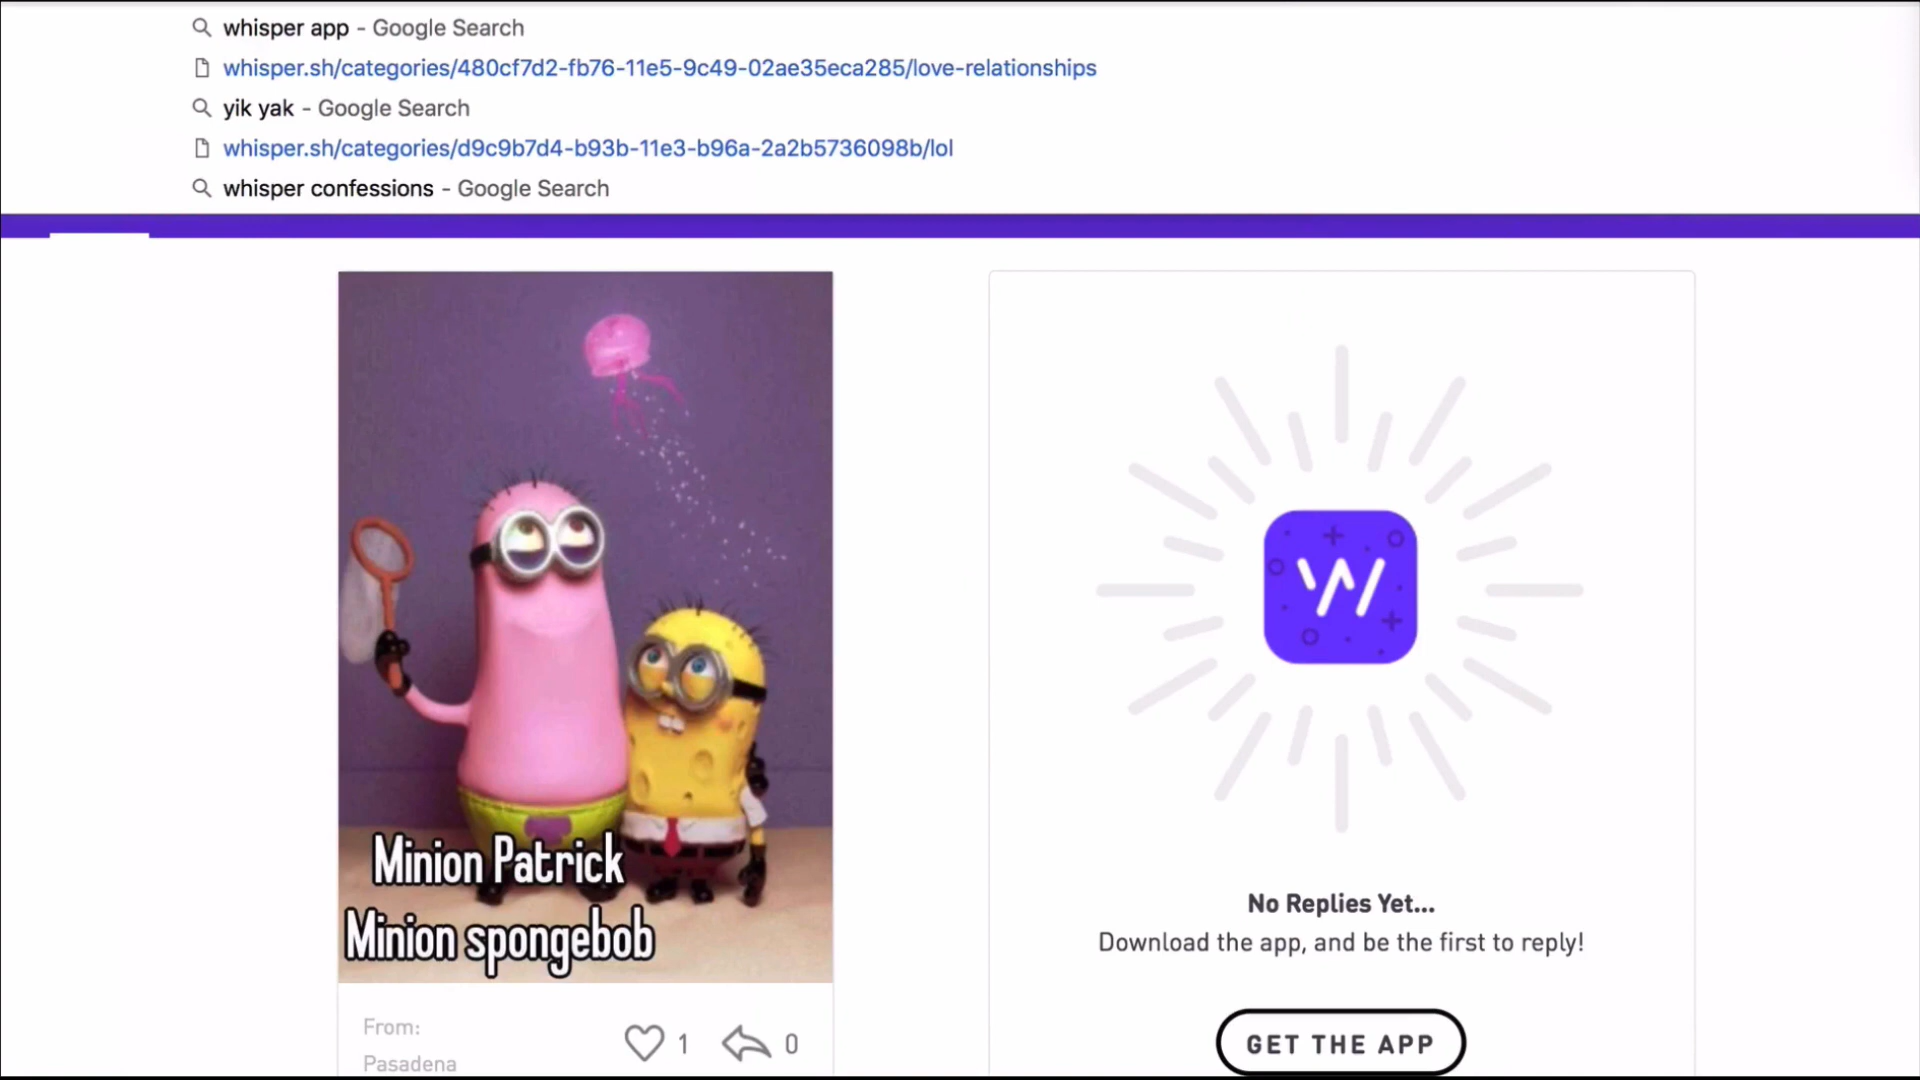 whisper app - Google Search
whisper.sh/categories/480cf7d2-fb76-11e5-9c49-02ae35eca285/love-relationships
yik yak - Google Search
whisper.sh/categories/d9c9b7d4-b93b-11e3-b96a-2a2b5736098b/lol
whisper confessions - Google Search
Minion Patrick
Minion spongebob
From:
Pasadena
1
0
W
No Replies Yet...
Download the app, and be the first to reply!
GET THE APP